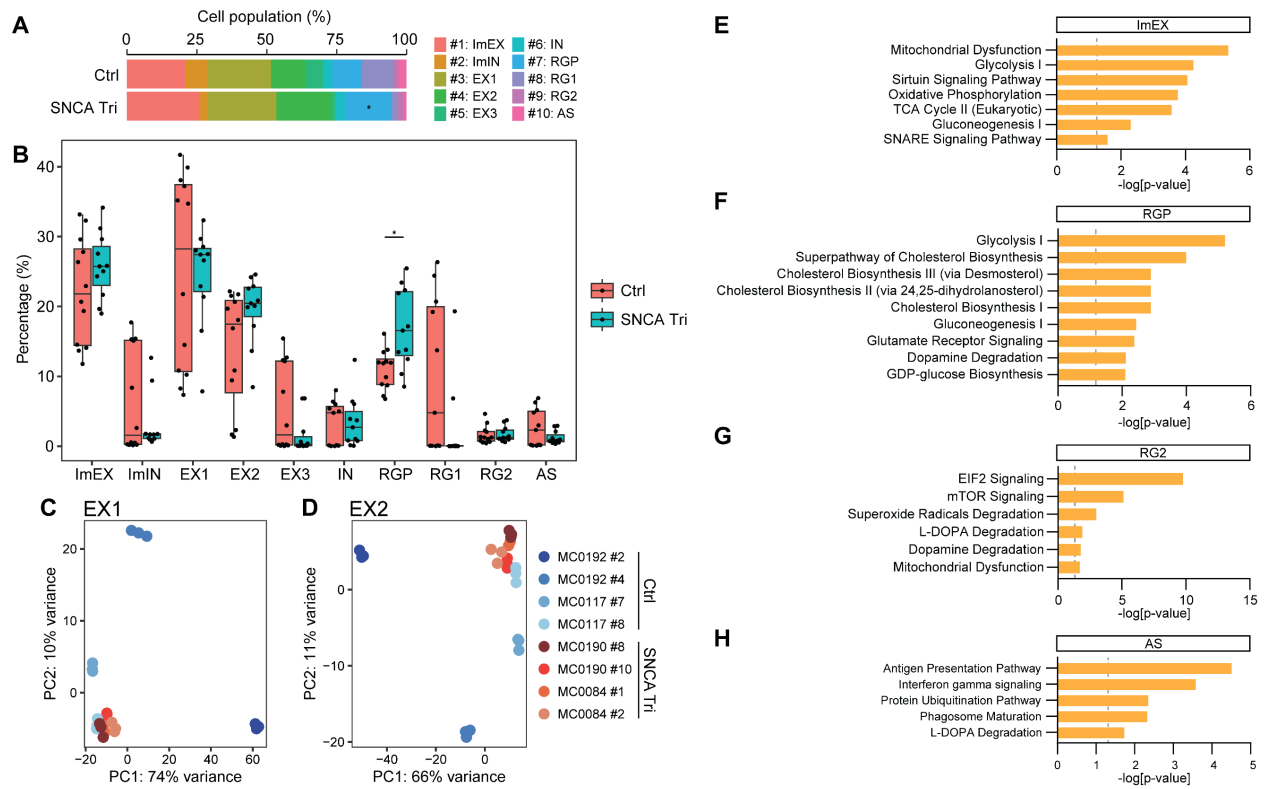 A
Cell population (%)
0 25 50 75 100
Ctrl
SNCA Tri
*
#1: ImEX
#2: ImIN
#3: EX1
#4: EX2
#5: EX3
#6: IN
#7: RGP
#8: RG1
#9: RG2
#10: AS
B
Percentage (%)
40
30
20
10
0
*
ImEX ImIN EX1 EX2 EX3 IN RGP RG1 RG2 AS
Ctrl
SNCA Tri
C
EX1
PC2: 10% variance
20
10
0
−20 0 20 40 60
PC1: 74% variance
D
EX2
PC2: 11% variance
0
−10
−20
−40 −20 0
PC1: 66% variance
MC0192 #2
MC0192 #4
MC0117 #7
MC0117 #8
MC0190 #8
MC0190 #10
MC0084 #1
MC0084 #2
Ctrl
SNCA Tri
E
ImEX
Mitochondrial Dysfunction
Glycolysis I
Sirtuin Signaling Pathway
Oxidative Phosphorylation
TCA Cycle II (Eukaryotic)
Gluconeogenesis I
SNARE Signaling Pathway
0 2 4 6
-log[p-value]
F
RGP
Glycolysis I
Superpathway of Cholesterol Biosynthesis
Cholesterol Biosynthesis III (via Desmosterol)
Cholesterol Biosynthesis II (via 24,25-dihydrolanosterol)
Cholesterol Biosynthesis I
Gluconeogenesis I
Glutamate Receptor Signaling
Dopamine Degradation
GDP-glucose Biosynthesis
0 2 4 6
-log[p-value]
G
RG2
EIF2 Signaling
mTOR Signaling
Superoxide Radicals Degradation
L-DOPA Degradation
Dopamine Degradation
Mitochondrial Dysfunction
0 5 10 15
-log[p-value]
H
AS
Antigen Presentation Pathway
Interferon gamma signaling
Protein Ubiquitination Pathway
Phagosome Maturation
L-DOPA Degradation
0 1 2 3 4 5
-log[p-value]